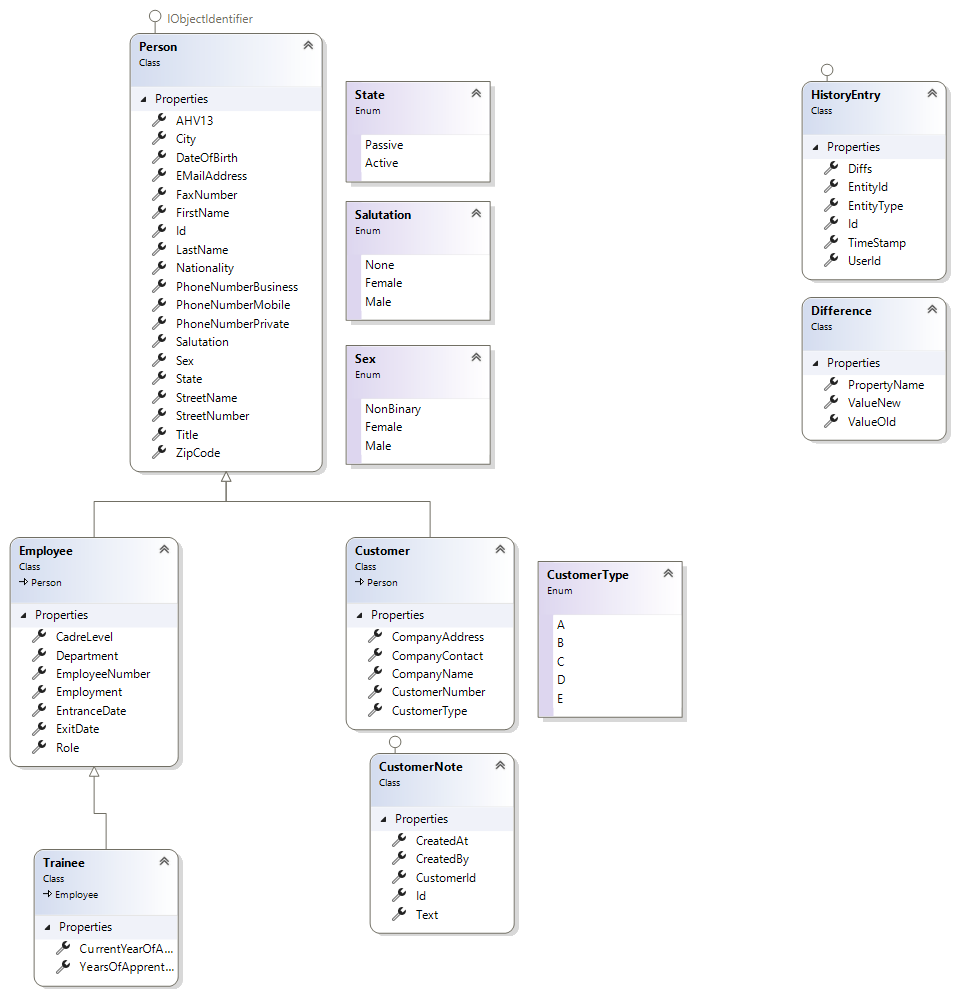 IObjectIdentifier
Person
Class
Properties
AHV13
City
DateOfBirth
EMailAddress
FaxNumber
FirstName
Id
LastName
Nationality
PhoneNumberBusiness
PhoneNumberMobile
PhoneNumberPrivate
Salutation
Sex
State
StreetName
StreetNumber
Title
ZipCode
State
Enum
Passive
Active
Salutation
Enum
None
Female
Male
Sex
Enum
NonBinary
Female
Male
HistoryEntry
Class
Properties
Diffs
EntityId
EntityType
Id
TimeStamp
UserId
Difference
Class
Properties
PropertyName
ValueNew
ValueOld
Employee
Class
Person
Properties
CadreLevel
Department
EmployeeNumber
Employment
EntranceDate
ExitDate
Role
Customer
Class
Person
Properties
CompanyAddress
CompanyContact
CompanyName
CustomerNumber
CustomerType
CustomerType
Enum
A
B
C
D
E
CustomerNote
Class
Properties
CreatedAt
CreatedBy
CustomerId
Id
Text
Trainee
Class
Employee
Properties
CurrentYearOfA...
YearsOfApprent...